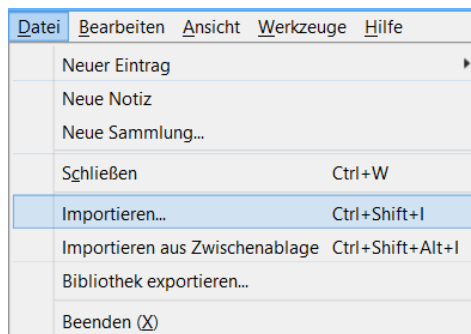 Datei Bearbeiten Ansicht Werkzeuge Hilfe
Neuer Eintrag
Neue Notiz
Neue Sammlung...
Schließen Ctrl+W
Importieren... Ctrl+Shift+I
Importieren aus Zwischenablage Ctrl+Shift+Alt+I
Bibliothek exportieren...
Beenden (X)